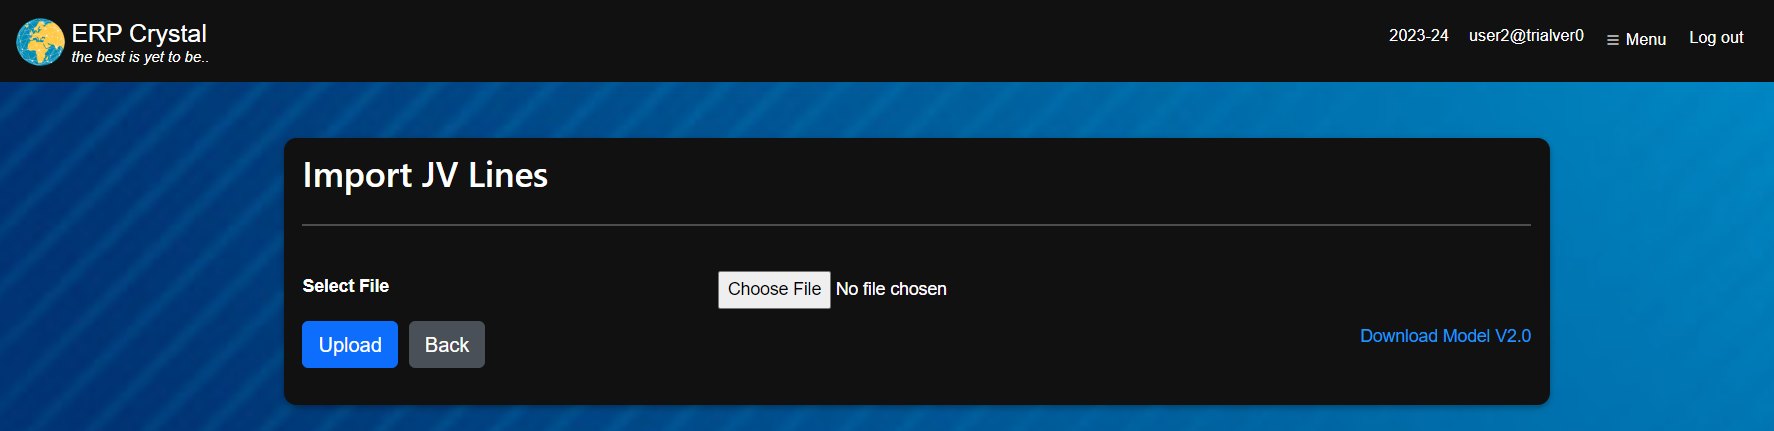 ERP Crystal
the best is yet to be..
2023-24 user2@trialver0 Menu Log out
Import JV Lines
Select File Choose File No file chosen
Upload Back Download Model V2.0